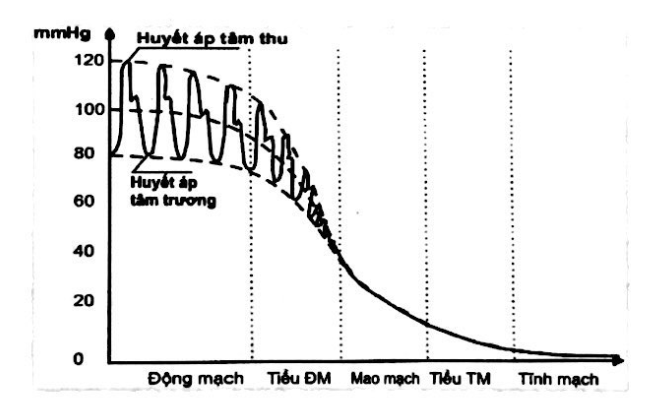 mmHg
Huyết áp tâm thu
120
100
80
Huyết áp
tâm trương
60
40
20
0
Động mạch Tiểu ĐM Mao mạch Tiểu TM Tĩnh mạch